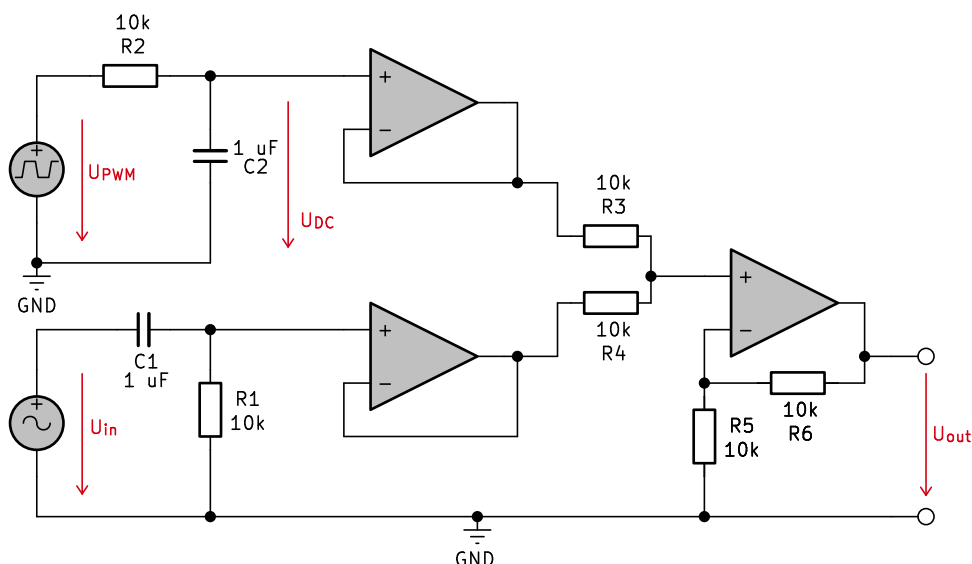 10k
R2
+
−
+
UPWM
1 uF
C2
UDC
10k
R3
GND
+
−
10k
R4
C1
1 uF
+
−
+
Uin
R1
10k
10k
R6
R5
10k
Uout
GND